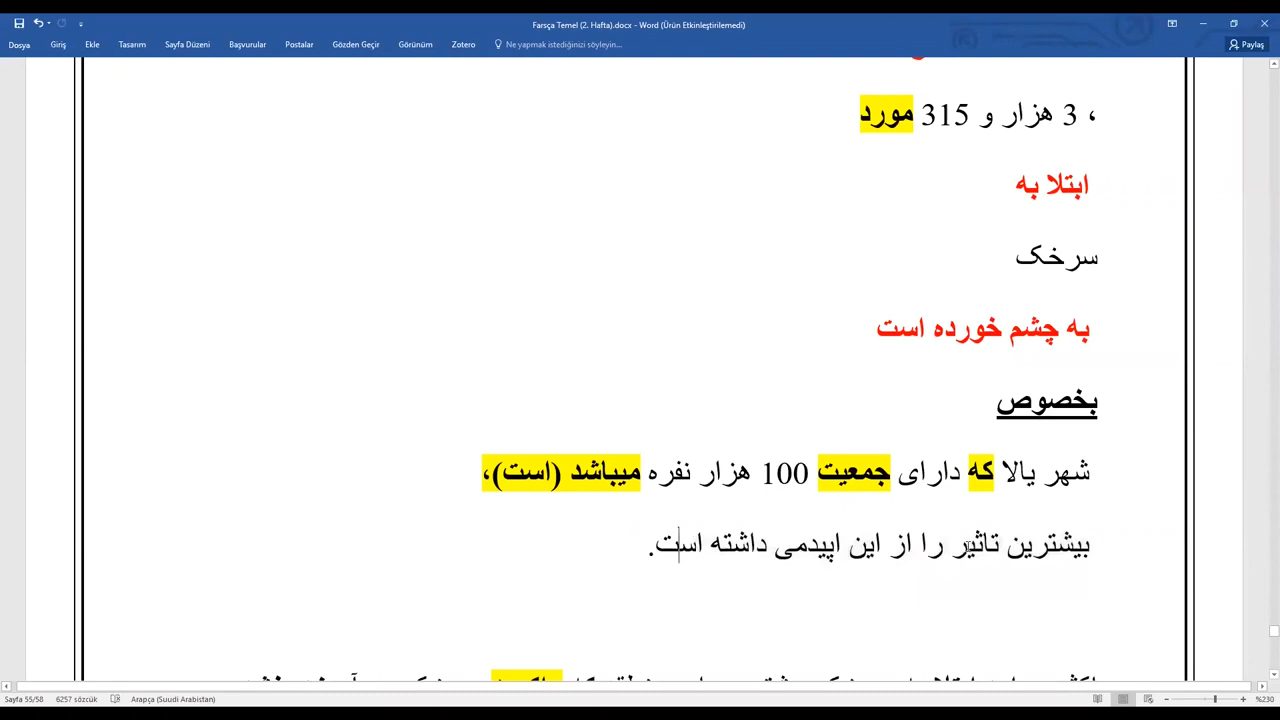 Farsça Temel (2. Hafta).docx - Word (Ürün Etkinleştirilemedi)
Dosya Giriş Ekle Tasarım Sayfa Düzeni Başvurular Postalar Gözden Geçir Görünüm Zotero Ne yapmak istediğinizi söyleyin... Paylaş
، 3 هزار و 315 مورد
ابتلا به
سرخک
به چشم خورده است
بخصوص
شهر یالا که دارای جمعیت 100 هزار نفره میباشد (است)،
بیشترین تاثیر را از این اپیدمی داشته است.
Sayfa 55/58 6257 sözcük Arapça (Suudi Arabistan) %230